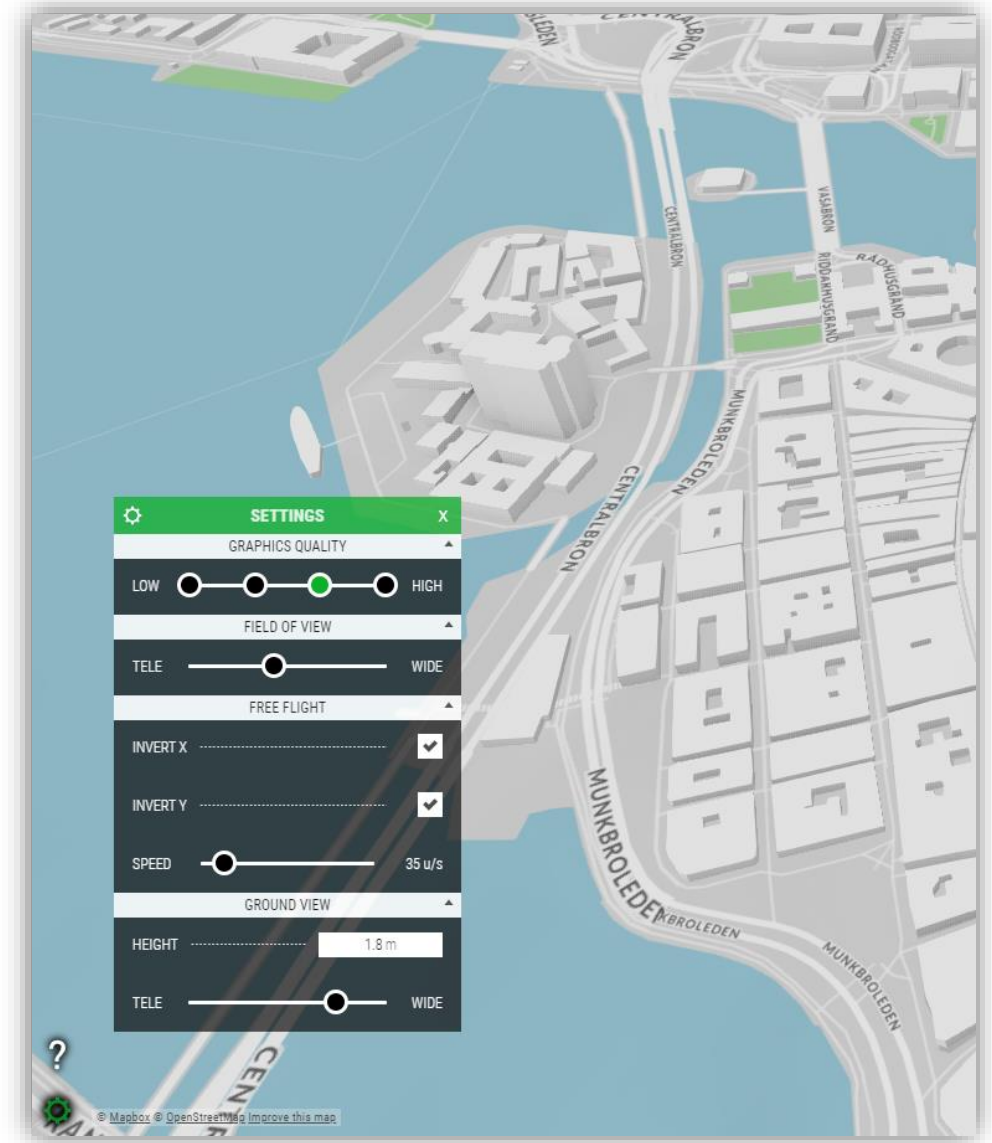 CENTRALBRON
VASABRON
CENTRALBRON
RÅDHUSGRÄND
RIDDARHUSGRÄND
MUNKBROLEDEN
CENTRALBRON
SETTINGS X
GRAPHICS QUALITY
LOW HIGH
FIELD OF VIEW
TELE WIDE
FREE FLIGHT
INVERT X
INVERT Y
SPEED 35 u/s
GROUND VIEW
HEIGHT 1.8 m
TELE WIDE
MUNKBROLEDEN
KBROLEDEN
MUNKBROLEDEN
?
© Mapbox © OpenStreetMap Improve this map